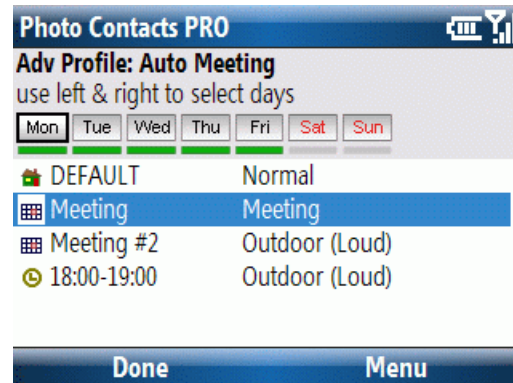 Photo Contacts PRO
Adv Profile: Auto Meeting
use left & right to select days
Mon Tue Wed Thu Fri Sat Sun
DEFAULT Normal
Meeting Meeting
Meeting #2 Outdoor (Loud)
18:00-19:00 Outdoor (Loud)
Done Menu